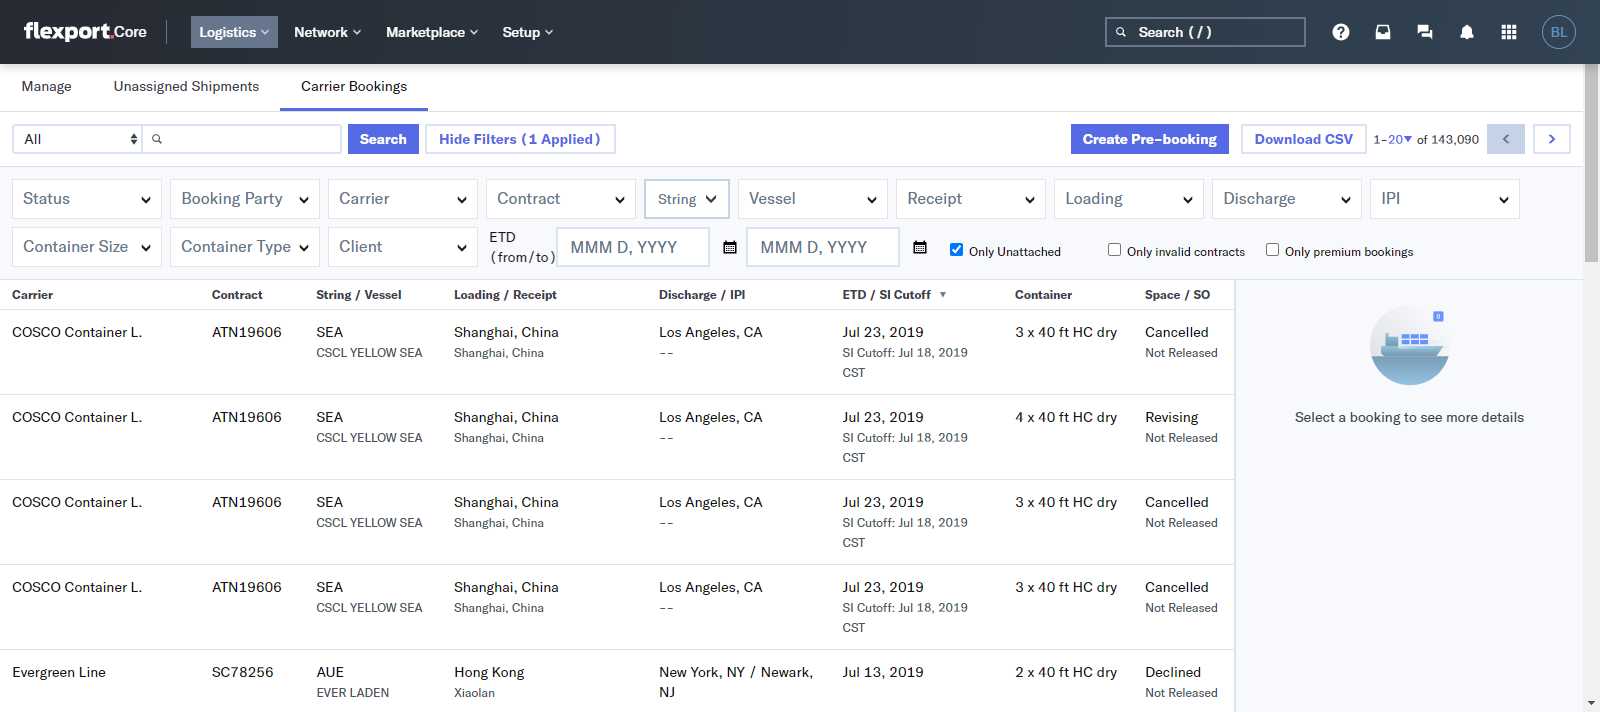 flexport.Core Logistics Network Marketplace Setup Search (/) BL
Manage Unassigned Shipments Carrier Bookings
All Search Hide Filters (1 Applied) Create Pre-booking Download CSV 1-20 of 143,090
Status Booking Party Carrier Contract String Vessel Receipt Loading Discharge IPI
Container Size Container Type Client ETD (from/to) MMM D, YYYY MMM D, YYYY Only Unattached Only invalid contracts Only premium bookings
Carrier Contract String / Vessel Loading / Receipt Discharge / IPI ETD / SI Cutoff Container Space / SO
COSCO Container L. ATN19606 SEA Shanghai, China Los Angeles, CA Jul 23, 2019 3 x 40 ft HC dry Cancelled
CSCL YELLOW SEA Shanghai, China -- SI Cutoff: Jul 18, 2019 Not Released
CST
Select a booking to see more details
COSCO Container L. ATN19606 SEA Shanghai, China Los Angeles, CA Jul 23, 2019 4 x 40 ft HC dry Revising
CSCL YELLOW SEA Shanghai, China -- SI Cutoff: Jul 18, 2019 Not Released
CST
COSCO Container L. ATN19606 SEA Shanghai, China Los Angeles, CA Jul 23, 2019 3 x 40 ft HC dry Cancelled
CSCL YELLOW SEA Shanghai, China -- SI Cutoff: Jul 18, 2019 Not Released
CST
COSCO Container L. ATN19606 SEA Shanghai, China Los Angeles, CA Jul 23, 2019 3 x 40 ft HC dry Cancelled
CSCL YELLOW SEA Shanghai, China -- SI Cutoff: Jul 18, 2019 Not Released
CST
Evergreen Line SC78256 AUE Hong Kong New York, NY / Newark, Jul 13, 2019 2 x 40 ft HC dry Declined
EVER LADEN Xiaolan NJ Not Released